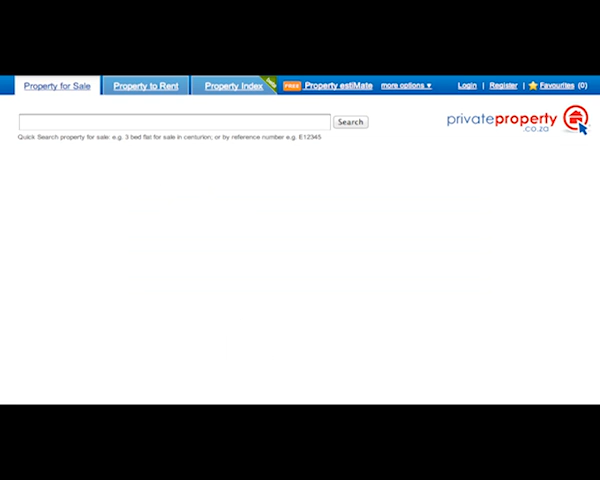 Property for Sale Property to Rent Property Index beta FREE Property estiMate more options ▼ Login | Register | Favourites (0)
Search
privateproperty
.co.za
Quick Search property for sale: e.g. 3 bed flat for sale in centurion; or by reference number e.g. E12345